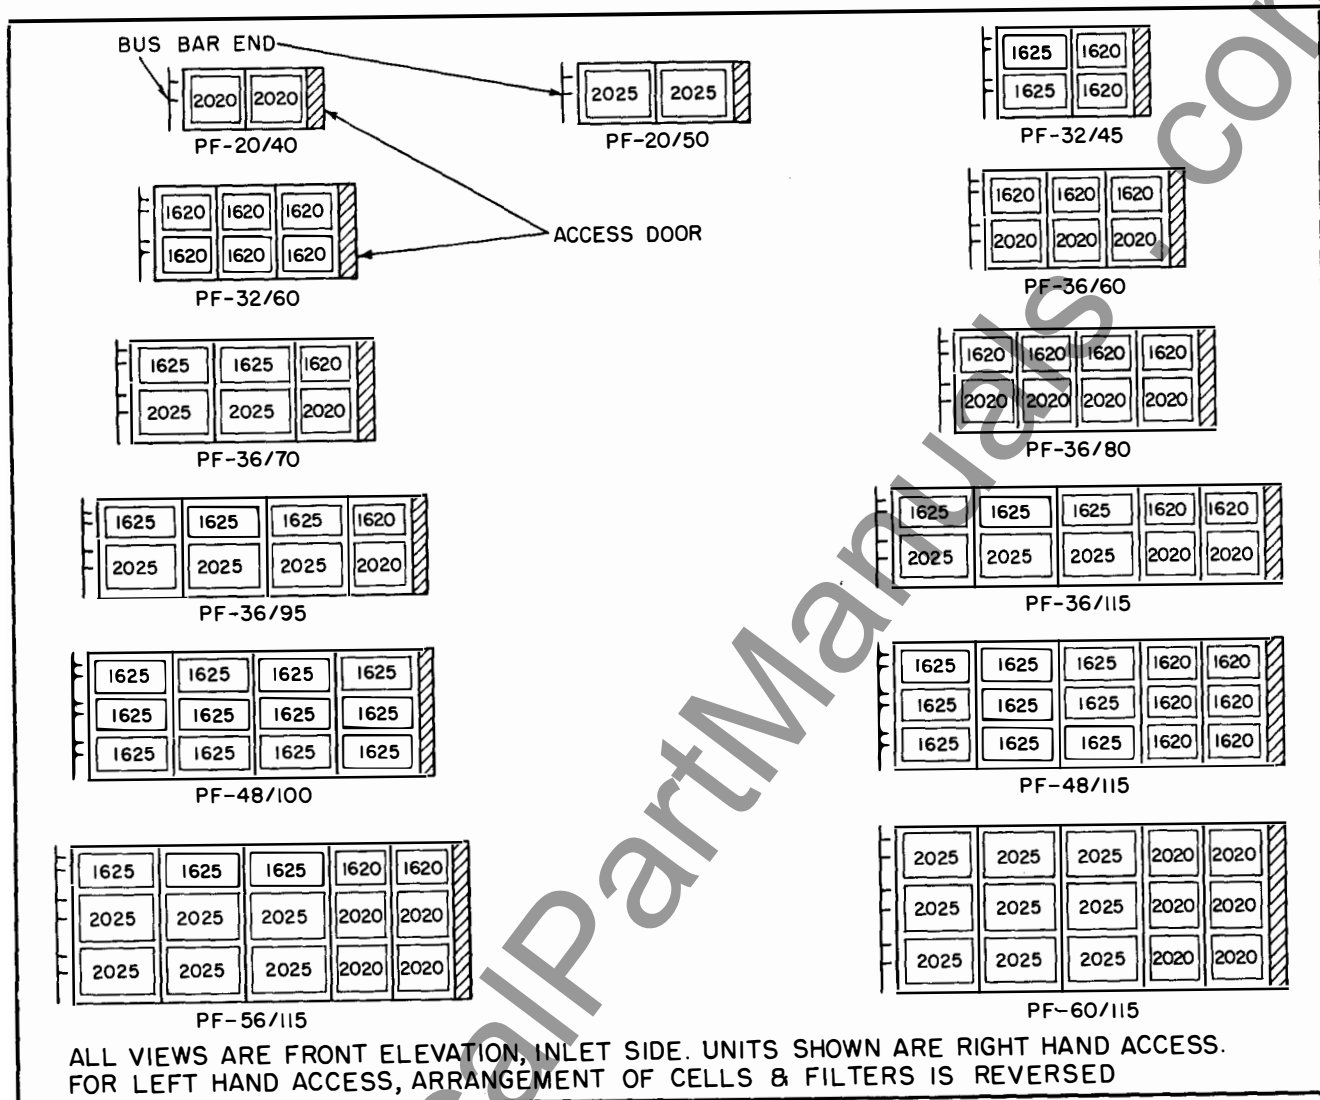 BUS BAR END
2020 2020
PF-20/40
2025 2025
PF-20/50
1625 1620
1625 1620
PF-32/45
1620 1620 1620
1620 1620 1620
PF-32/60
ACCESS DOOR
1620 1620 1620
2020 2020 2020
PF-36/60
1625 1625 1620
2025 2025 2020
PF-36/70
1620 1620 1620 1620
2020 2020 2020 2020
PF-36/80
1625 1625 1625 1620
2025 2025 2025 2020
PF-36/95
1625 1625 1625 1620 1620
2025 2025 2025 2020 2020
PF-36/115
1625 1625 1625 1625
1625 1625 1625 1625
1625 1625 1625 1625
PF-48/100
1625 1625 1625 1620 1620
1625 1625 1625 1620 1620
1625 1625 1625 1620 1620
PF-48/115
1625 1625 1625 1620 1620
2025 2025 2025 2020 2020
2025 2025 2025 2020 2020
PF-56/115
2025 2025 2025 2020 2020
2025 2025 2025 2020 2020
2025 2025 2025 2020 2020
PF-60/115
ALL VIEWS ARE FRONT ELEVATION, INLET SIDE. UNITS SHOWN ARE RIGHT HAND ACCESS.
FOR LEFT HAND ACCESS, ARRANGEMENT OF CELLS & FILTERS IS REVERSED
calPartManuals.com